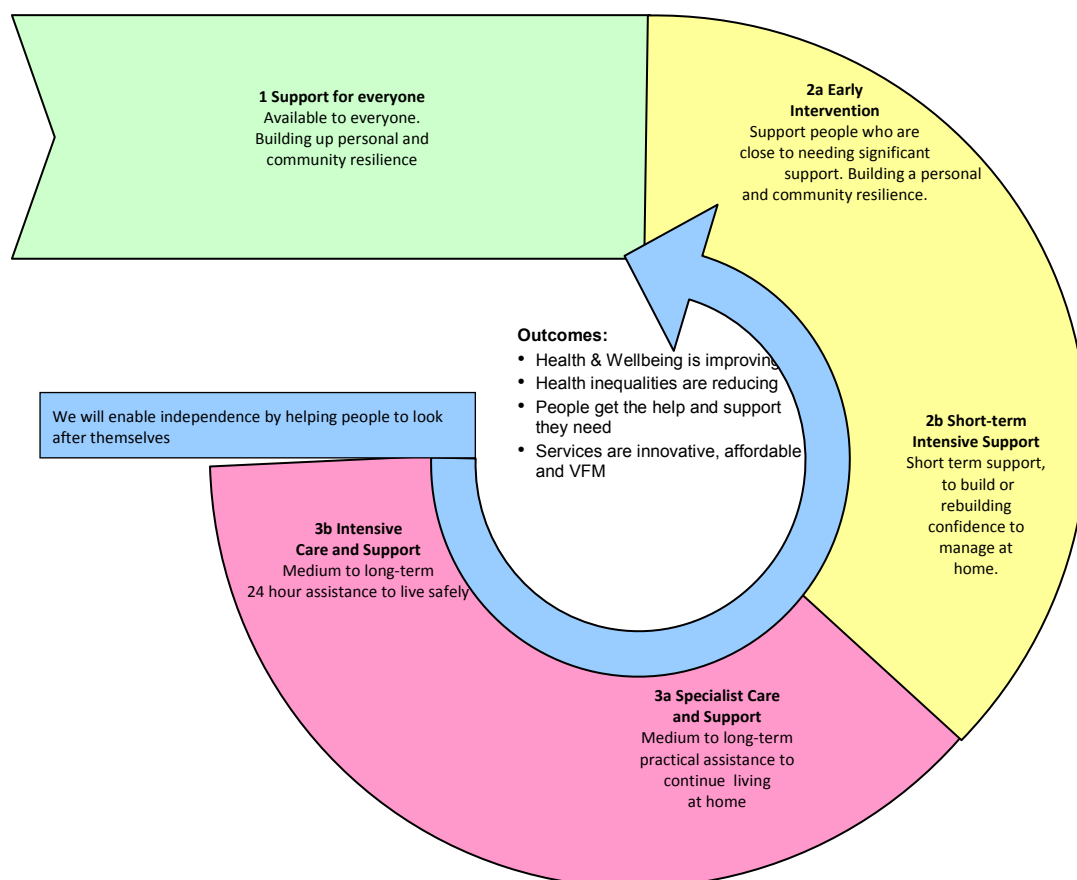 1 Support for everyone
Available to everyone.
Building up personal and
community resilience
2a Early
Intervention
Support people who are
close to needing significant
support. Building a personal
and community resilience.
Outcomes:
• Health & Wellbeing is improving
• Health inequalities are reducing
• People get the help and support
they need
• Services are innovative, affordable
and VFM
We will enable independence by helping people to look
after themselves
2b Short-term
Intensive Support
Short term support,
to build or
rebuilding
confidence to
manage at
home.
3b Intensive
Care and Support
Medium to long-term
24 hour assistance to live safely
3a Specialist Care
and Support
Medium to long-term
practical assistance to
continue living
at home